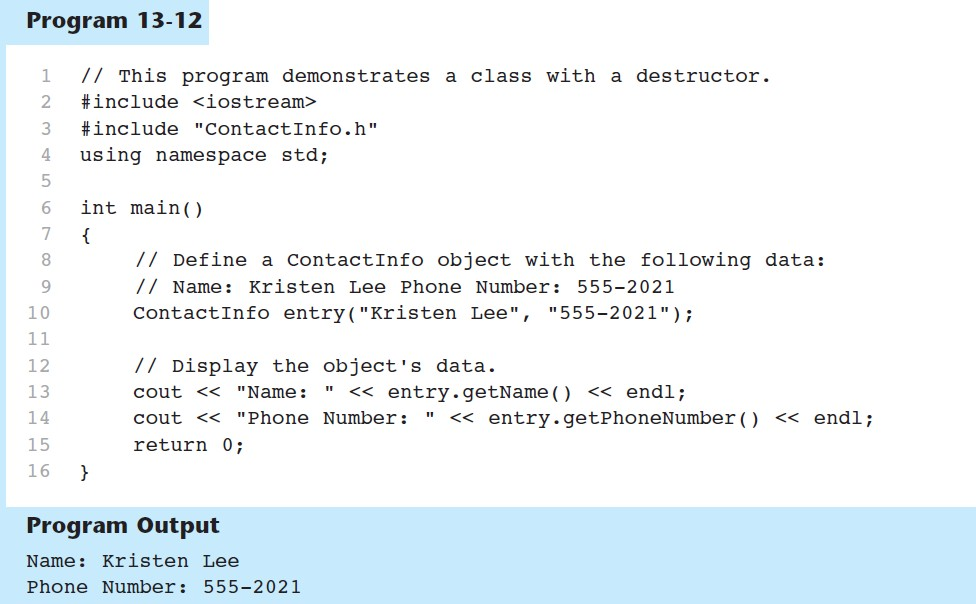 Program 13-12
1 // This program demonstrates a class with a destructor.
2 #include <iostream>
3 #include "ContactInfo.h"
4 using namespace std;
5
6 int main()
7 {
8 // Define a ContactInfo object with the following data:
9 // Name: Kristen Lee Phone Number: 555-2021
10 ContactInfo entry("Kristen Lee", "555-2021");
11
12 // Display the object's data.
13 cout << "Name: " << entry.getName() << endl;
14 cout << "Phone Number: " << entry.getPhoneNumber() << endl;
15 return 0;
16 }
Program Output
Name: Kristen Lee
Phone Number: 555-2021